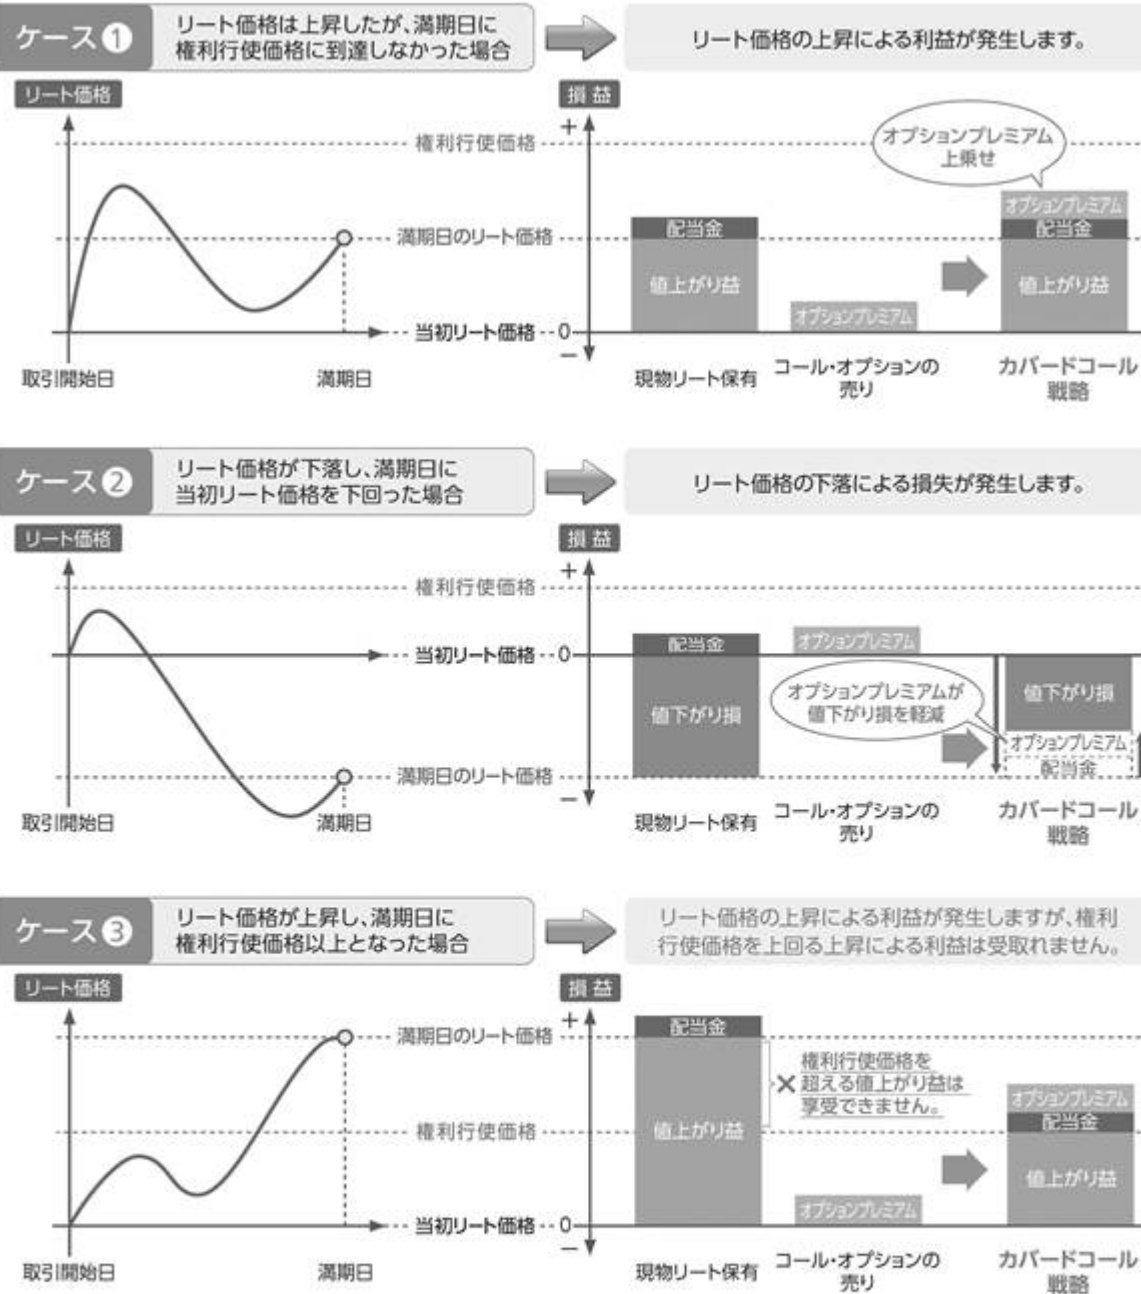 ケース❶
リート価格は上昇したが、満期日に
権利行使価格に到達しなかった場合
リート価格の上昇による利益が発生します。
リート価格
損益
権利行使価格
+
オプションプレミアム
上乗せ
オプションプレミアム
配当金
配当金
満期日のリート価格
値上がり益
値上がり益
オプションプレミアム
当初リート価格
0
−
取引開始日
満期日
現物リート保有
コール・オプションの
売り
カバードコール
戦略
ケース❷
リート価格が下落し、満期日に
当初リート価格を下回った場合
リート価格の下落による損失が発生します。
リート価格
損益
+
権利行使価格
配当金
オプションプレミアム
当初リート価格
0
値下がり損
オプションプレミアムが
値下がり損を軽減
値下がり損
オプションプレミアム
配当金
満期日のリート価格
−
取引開始日
満期日
現物リート保有
コール・オプションの
売り
カバードコール
戦略
ケース❸
リート価格が上昇し、満期日に
権利行使価格以上となった場合
リート価格の上昇による利益が発生しますが、権利
行使価格を上回る上昇による利益は受取れません。
リート価格
損益
+
満期日のリート価格
配当金
×
権利行使価格を
超える値上がり益は
享受できません。
オプションプレミアム
配当金
権利行使価格
値上がり益
値上がり益
オプションプレミアム
当初リート価格
0
−
取引開始日
満期日
現物リート保有
コール・オプションの
売り
カバードコール
戦略